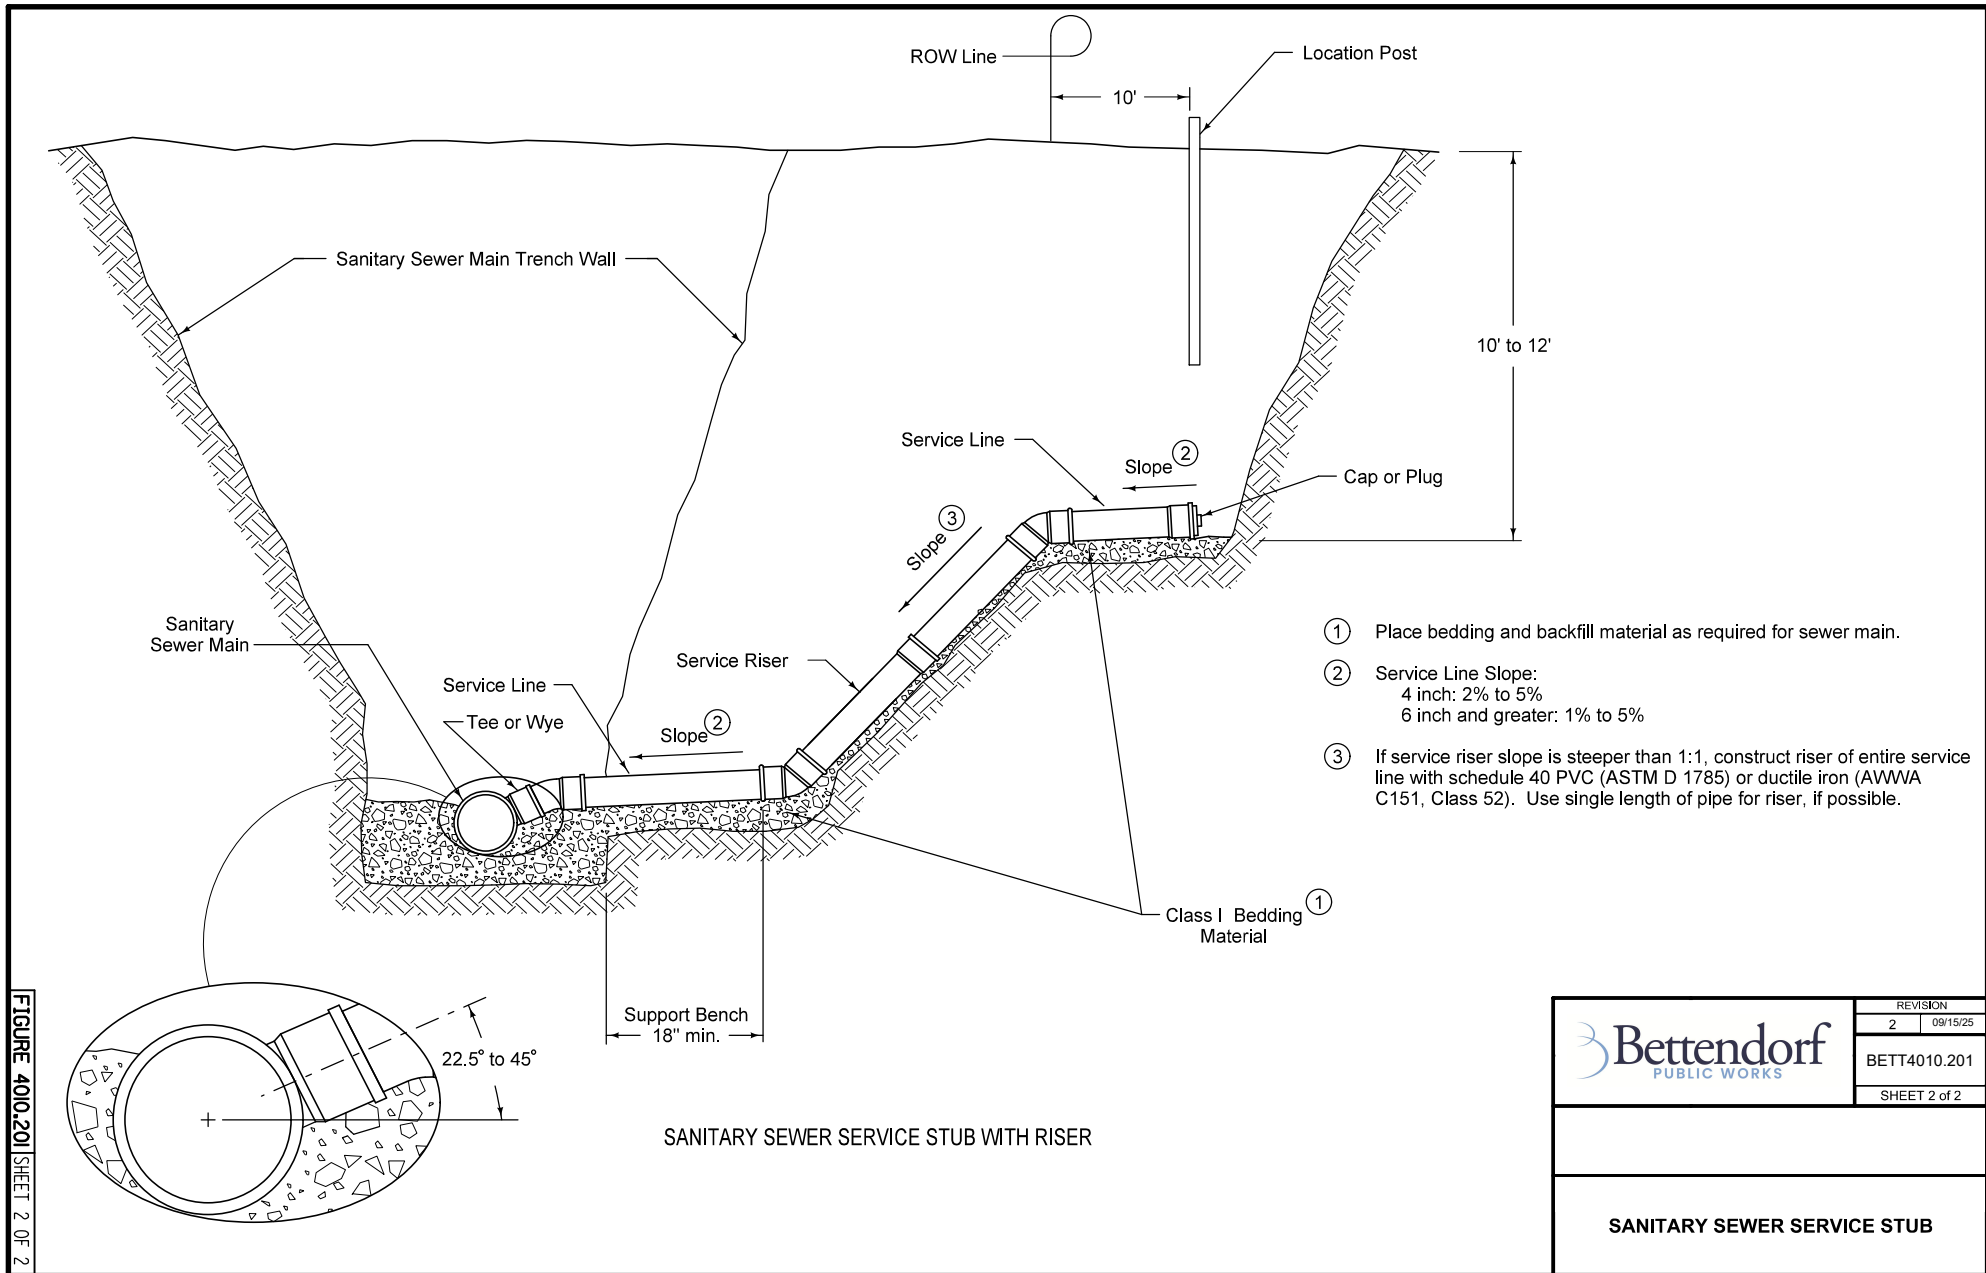 ROW Line
Location Post
10'
Sanitary Sewer Main Trench Wall
10' to 12'
Service Line
Slope 2
Cap or Plug
Slope 3
Sanitary
Sewer Main
Service Riser
Service Line
Tee or Wye
Slope 2
1 Place bedding and backfill material as required for sewer main.
2 Service Line Slope:
4 inch: 2% to 5%
6 inch and greater: 1% to 5%
3 If service riser slope is steeper than 1:1, construct riser of entire service
line with schedule 40 PVC (ASTM D 1785) or ductile iron (AWWA
C151, Class 52). Use single length of pipe for riser, if possible.
Class I Bedding 1
Material
Support Bench
18" min.
22.5° to 45°
SANITARY SEWER SERVICE STUB WITH RISER
FIGURE 4010.201 SHEET 2 OF 2
Bettendorf
PUBLIC WORKS
REVISION
2 09/15/25
BETT4010.201
SHEET 2 of 2
SANITARY SEWER SERVICE STUB